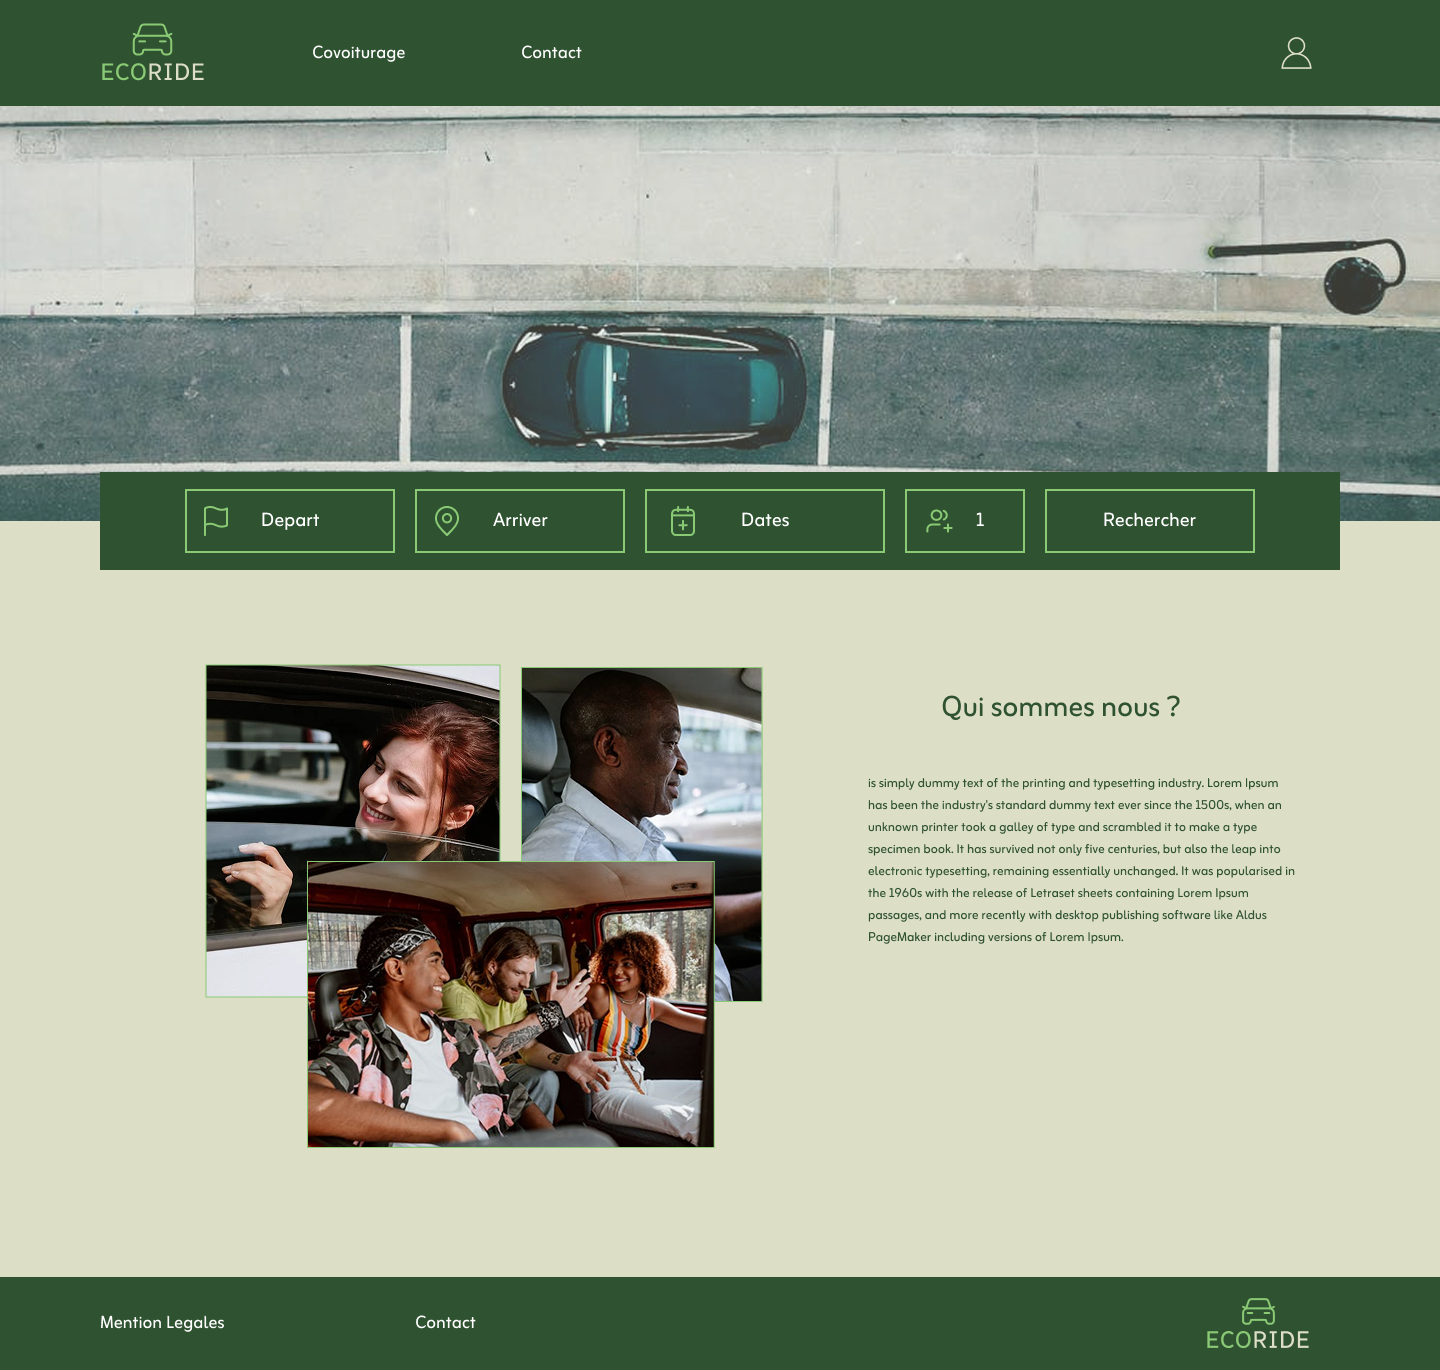 ECORIDE
Covoiturage
Contact
Depart
Arriver
Dates
1
Rechercher
Qui sommes nous ?
is simply dummy text of the printing and typesetting industry. Lorem Ipsum
has been the industry's standard dummy text ever since the 1500s, when an
unknown printer took a galley of type and scrambled it to make a type
specimen book. It has survived not only five centuries, but also the leap into
electronic typesetting, remaining essentially unchanged. It was popularised in
the 1960s with the release of Letraset sheets containing Lorem Ipsum
passages, and more recently with desktop publishing software like Aldus
PageMaker including versions of Lorem Ipsum.
Mention Legales
Contact
ECORIDE